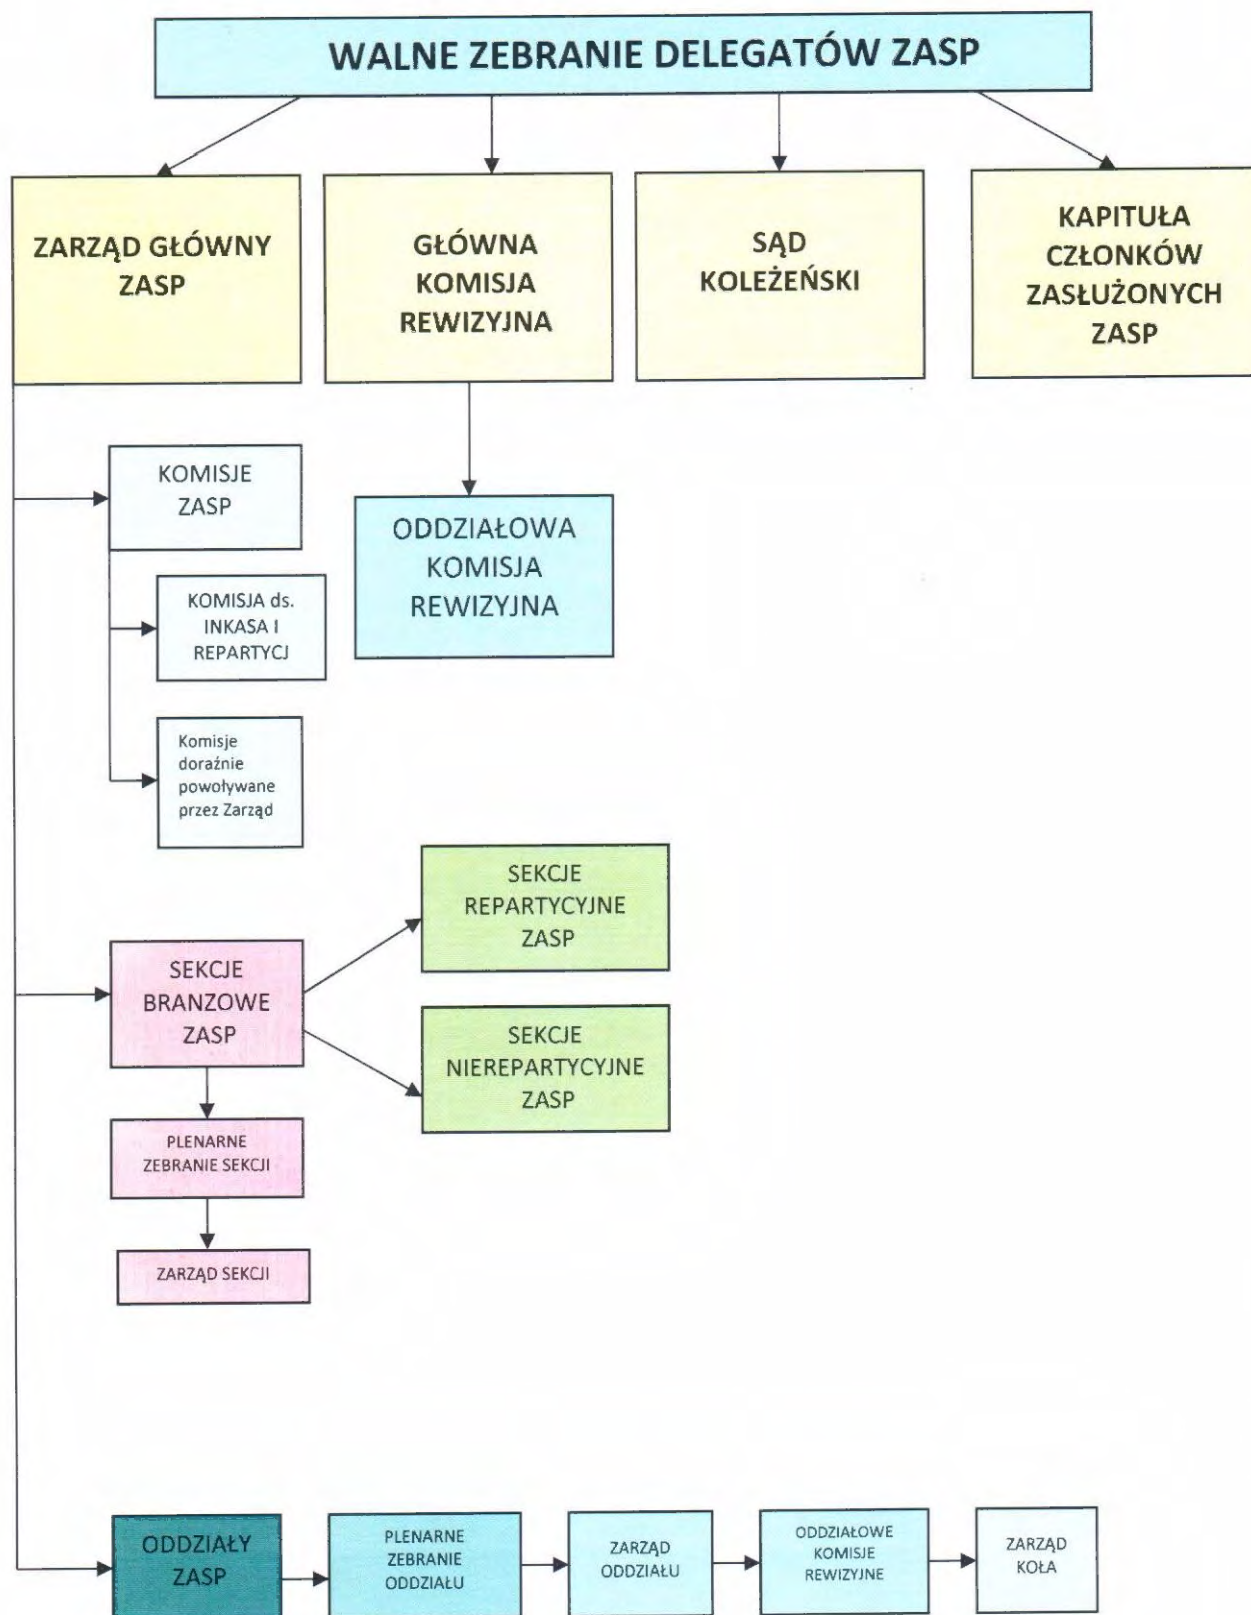 WALNE ZEBRANIE DELEGATÓW ZASP
ZARZĄD GŁÓWNY
ZASP
GŁÓWNA
KOMISJA
REWIZYJNA
SĄD
KOLEŻEŃSKI
KAPITUŁA
CZŁONKÓW
ZASŁUŻONYCH
ZASP
KOMISJE
ZASP
ODDZIAŁOWA
KOMISJA
REWIZYJNA
KOMISJA ds.
INKASA I
REPARTYCJ
Komisje
doraźnie
powoływane
przez Zarząd
SEKCJE
REPARTYCYJNE
ZASP
SEKCJE
BRANZOWE
ZASP
SEKCJE
NIEREPARTYCYJNE
ZASP
PLENARNE
ZEBRANIE SEKCJI
ZARZĄD SEKCJI
ODDZIAŁY
ZASP
PLENARNE
ZEBRANIE
ODDZIAŁU
ZARZĄD
ODDZIAŁU
ODDZIAŁOWE
KOMISJE
REWIZYJNE
ZARZĄD
KOŁA